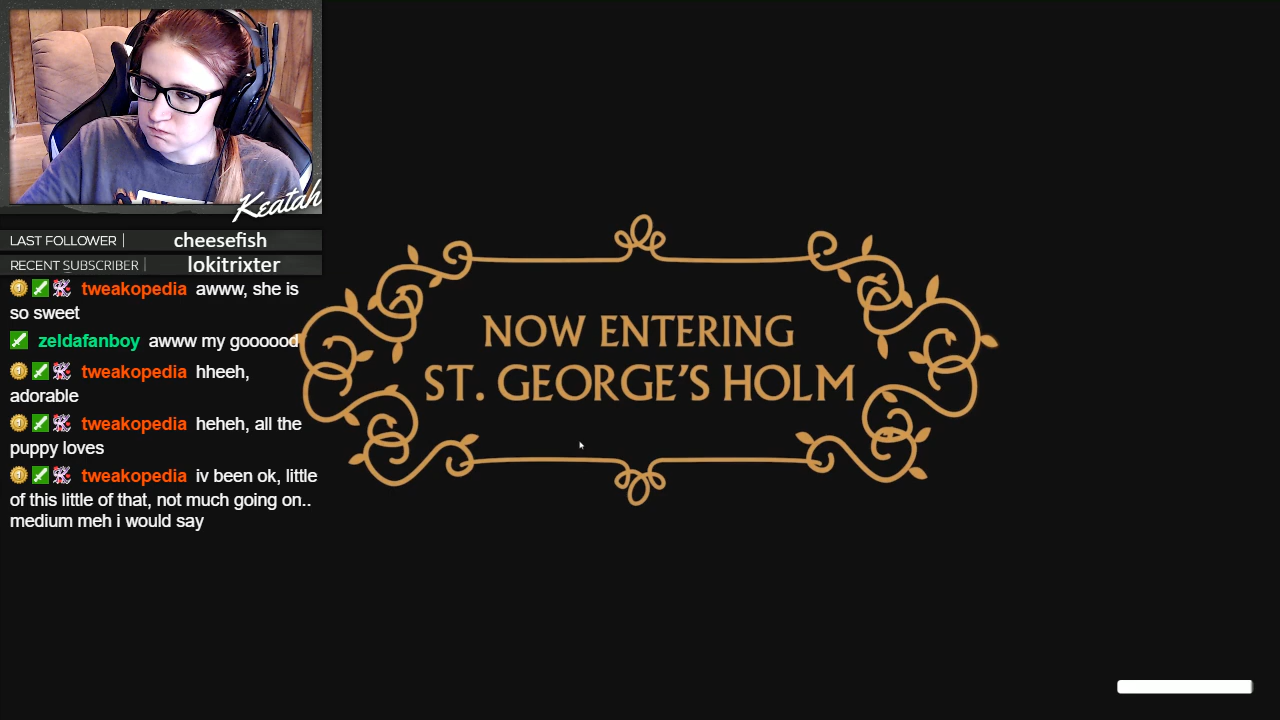 Keatah
LAST FOLLOWER | cheesefish
RECENT SUBSCRIBER | lokitrixter
tweakopedia awww, she is
so sweet
zeldafanboy awww my goooood
tweakopedia hheeh,
adorable
tweakopedia heheh, all the
puppy loves
tweakopedia iv been ok, little
of this little of that, not much going on..
medium meh i would say
NOW ENTERING
ST. GEORGE'S HOLM